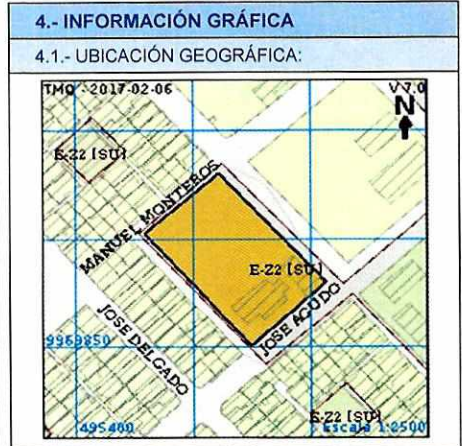 4.- INFORMACIÓN GRÁFICA
4.1.- UBICACIÓN GEOGRÁFICA:
TMQ - 2017-02-06
V 7.0
N
E-Z2 (SU)
MANUEL MONTEROS
E-Z2 (SU)
JOSE AGUDO
JOSE DELGADO
9969850
E-Z2 (SU)
495400
Escala 1:2500